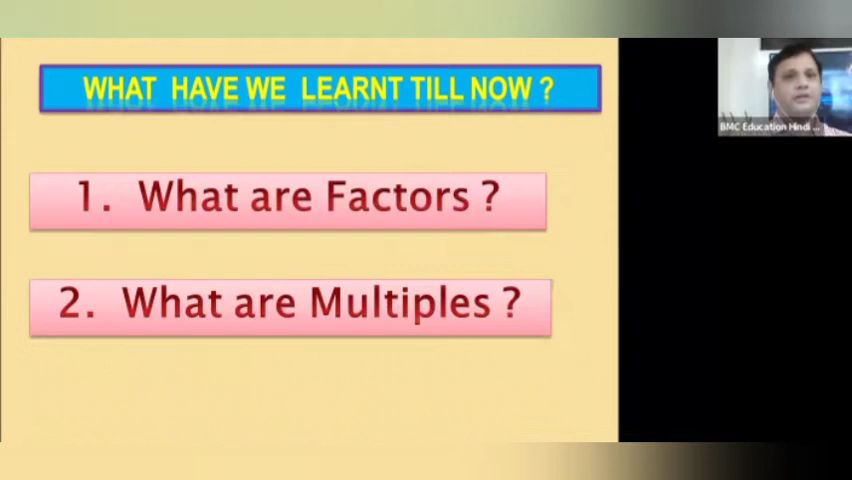 WHAT HAVE WE LEARNT TILL NOW ?
1. What are Factors ?
2. What are Multiples ?
BMC Education Hindi ...